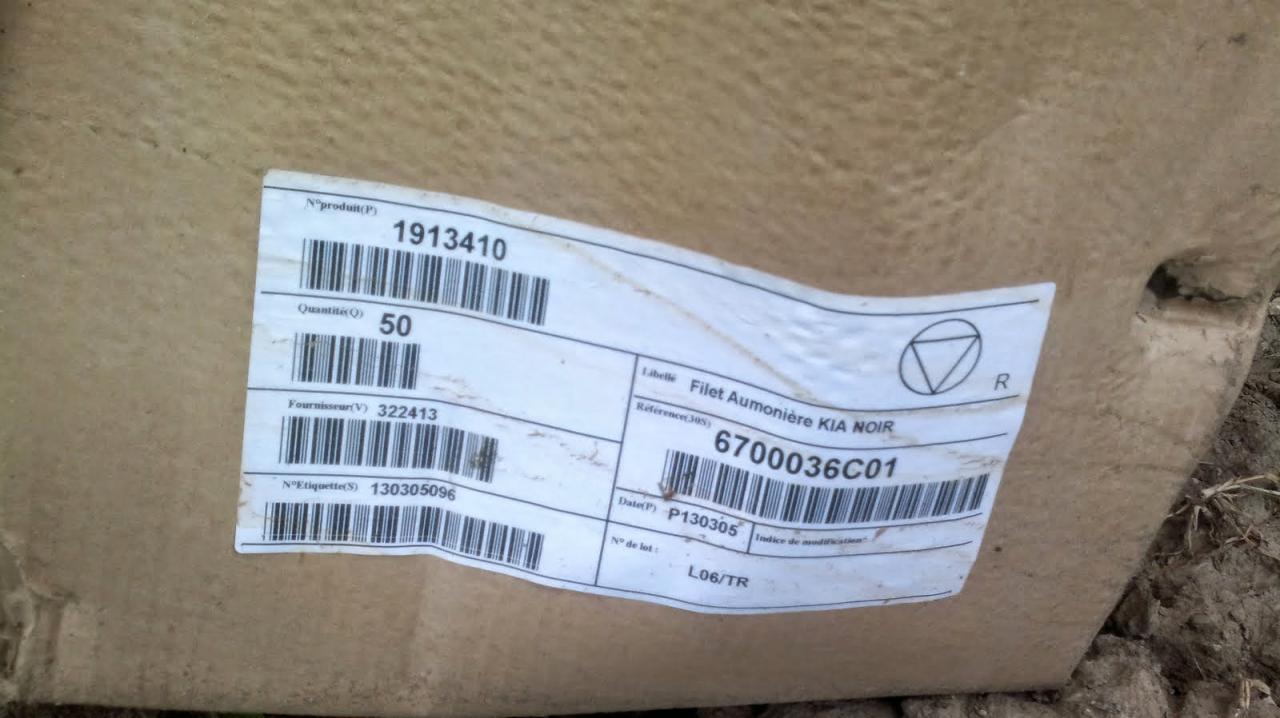 N°produit(P)
1913410
Quantité(Q) 50
Fournisseur(V) 322413
N°Etiquette(S) 130305096
R
Libellé Filet Aumonière KIA NOIR
Référence(30S)
6700036C01
Date(P) P130305
Indice de modification:
N° de lot :
L06/TR